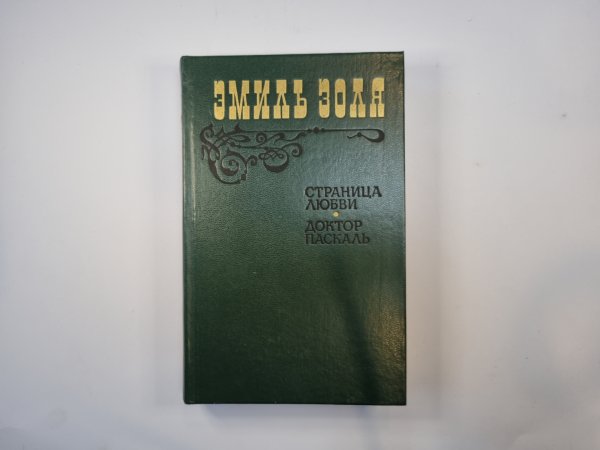 ЭМИЛЬ ЗОЛЯ
СТРАНИЦА
ЛЮБВИ
•
ДОКТОР
ПАСКАЛЬ